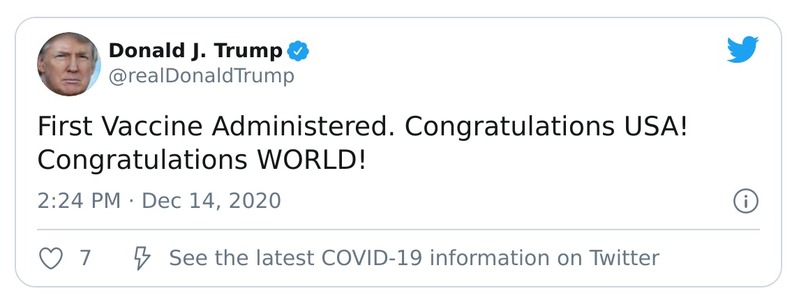 Donald J. Trump
@realDonaldTrump
First Vaccine Administered. Congratulations USA!
Congratulations WORLD!
2:24 PM · Dec 14, 2020
7 See the latest COVID-19 information on Twitter